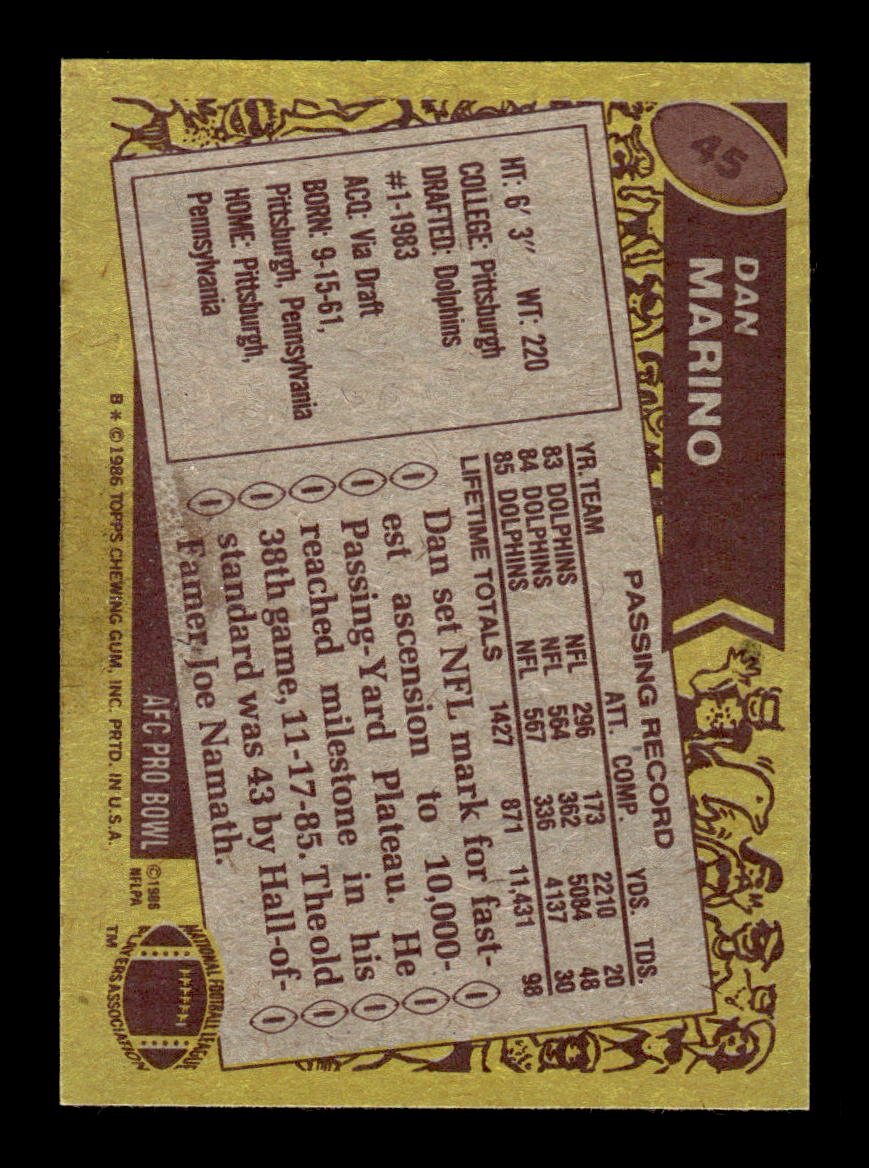 45
DAN
MARINO
HT: 6' 3" WT: 220
COLLEGE: Pittsburgh
DRAFTED: Dolphins
#1-1983
ACQ: Via Draft
BORN: 9-15-61,
Pittsburgh, Pennsylvania
HOME: Pittsburgh,
Pennsylvania
PASSING RECORD
YR. TEAM ATT. COMP. YDS. TDS.
83 DOLPHINS NFL 296 173 2210 20
84 DOLPHINS NFL 564 362 5084 48
85 DOLPHINS NFL 567 336 4137 30
LIFETIME TOTALS 1427 871 11,431 98
Dan set NFL mark for fast-
est ascension to 10,000-
Passing-Yard Plateau. He
reached milestone in his
38th game, 11-17-85. The old
standard was 43 by Hall-of-
Famer Joe Namath.
AFC PRO BOWL
B * © 1986 TOPPS CHEWING GUM, INC. PRTD. IN U.S.A.
© 1986
NFLPA
NATIONAL FOOTBALL LEAGUE
PLAYERS ASSOCIATION
TM